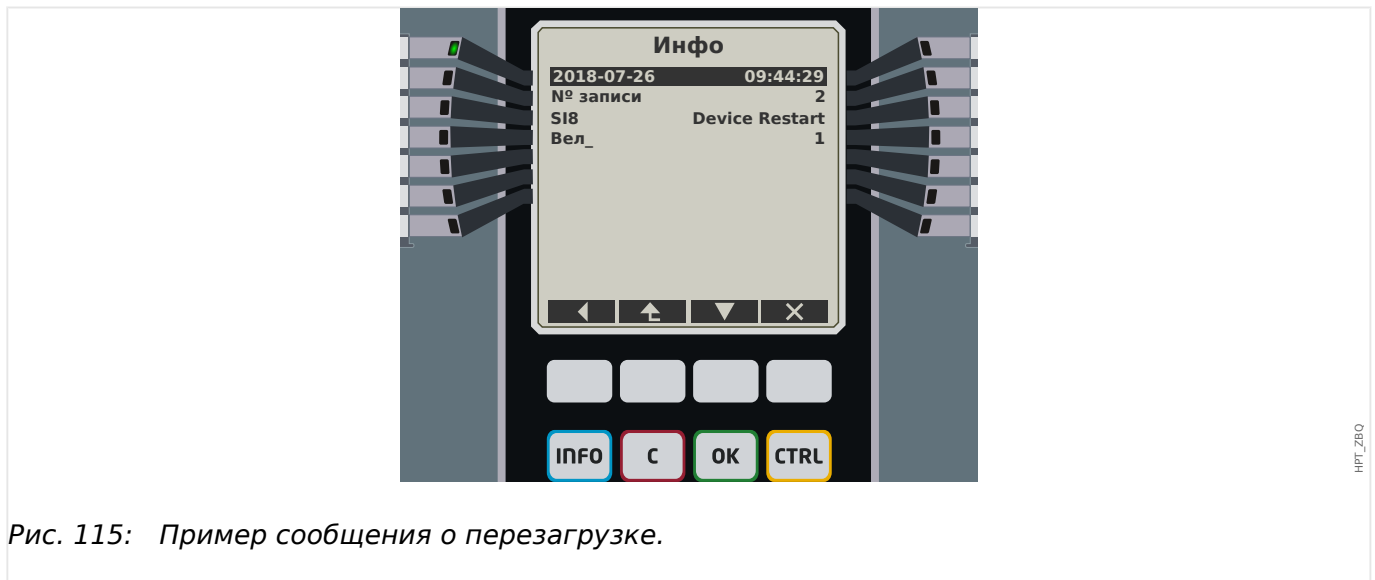 Инфо
2018-07-26 09:44:29
№ записи 2
SI8 Device Restart
Вел_ 1
INFO C OK CTRL
HPT_ZBQ
Рис. 115: Пример сообщения о перезагрузке.